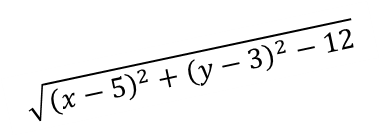 √((x − 5)² + (y − 3)² − 12)